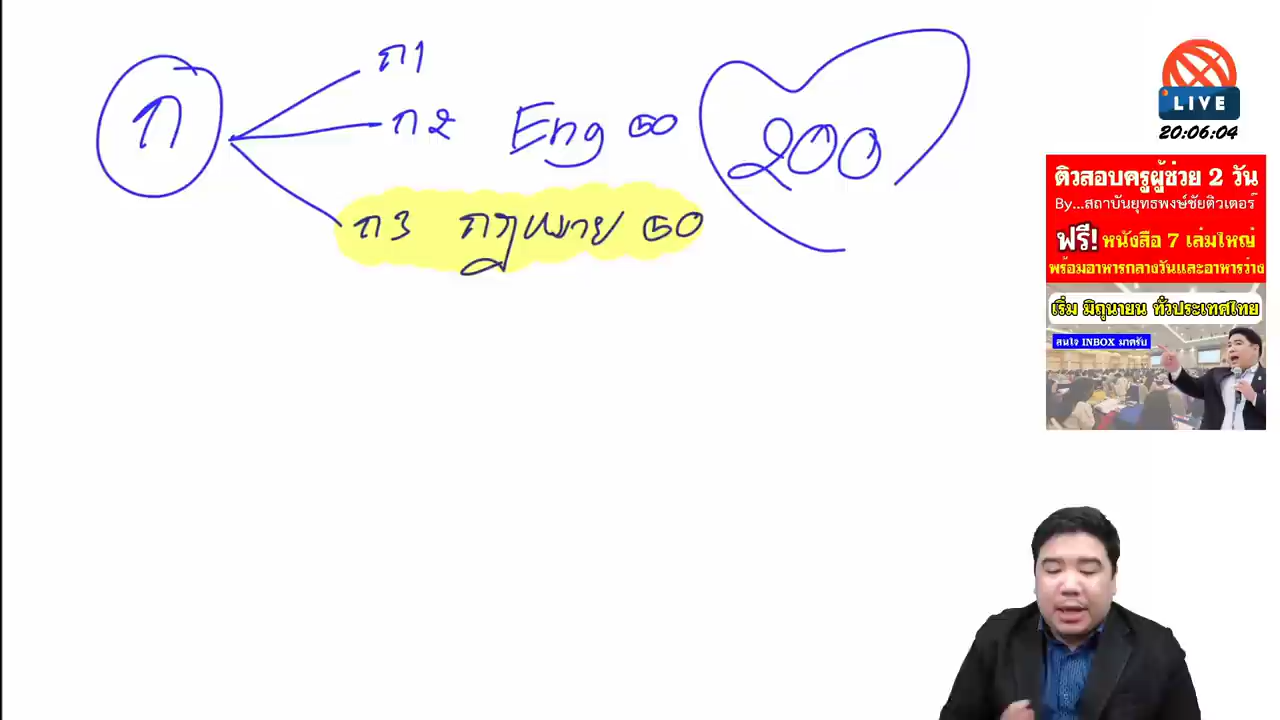 ก
ก1
ก2 Eng ๕๐
200
ก3 กฎหมาย ๕๐
LIVE
20:06:04
ติวสอบครูผู้ช่วย 2 วัน
By...สถาบันยุทธพงษ์ชัยติวเตอร์
ฟรี! หนังสือ 7 เล่มใหญ่
พร้อมอาหารกลางวันและอาหารว่าง
เริ่ม มิถุนายน ทั่วประเทศไทย
สนใจ INBOX มาครับ